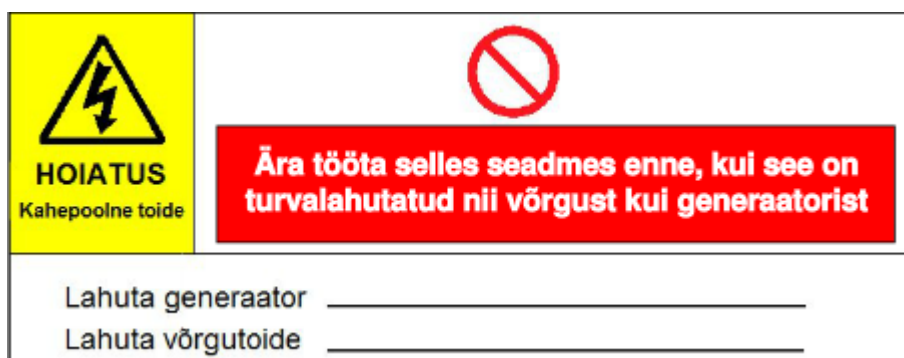 HOIATUS
Kahepoolne toide
Ära tööta selles seadmes enne, kui see on
turvalahutatud nii võrgust kui generaatorist
Lahuta generaator
Lahuta võrgutoide